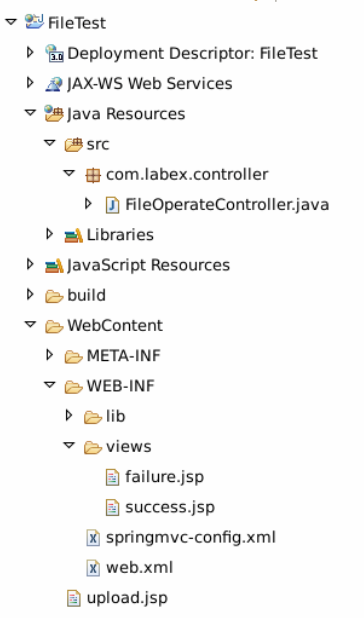 FileTest
3.0 Deployment Descriptor: FileTest
JAX-WS Web Services
Java Resources
src
com.labex.controller
J FileOperateController.java
Libraries
JavaScript Resources
build
WebContent
META-INF
WEB-INF
lib
views
failure.jsp
success.jsp
X springmvc-config.xml
X web.xml
upload.jsp